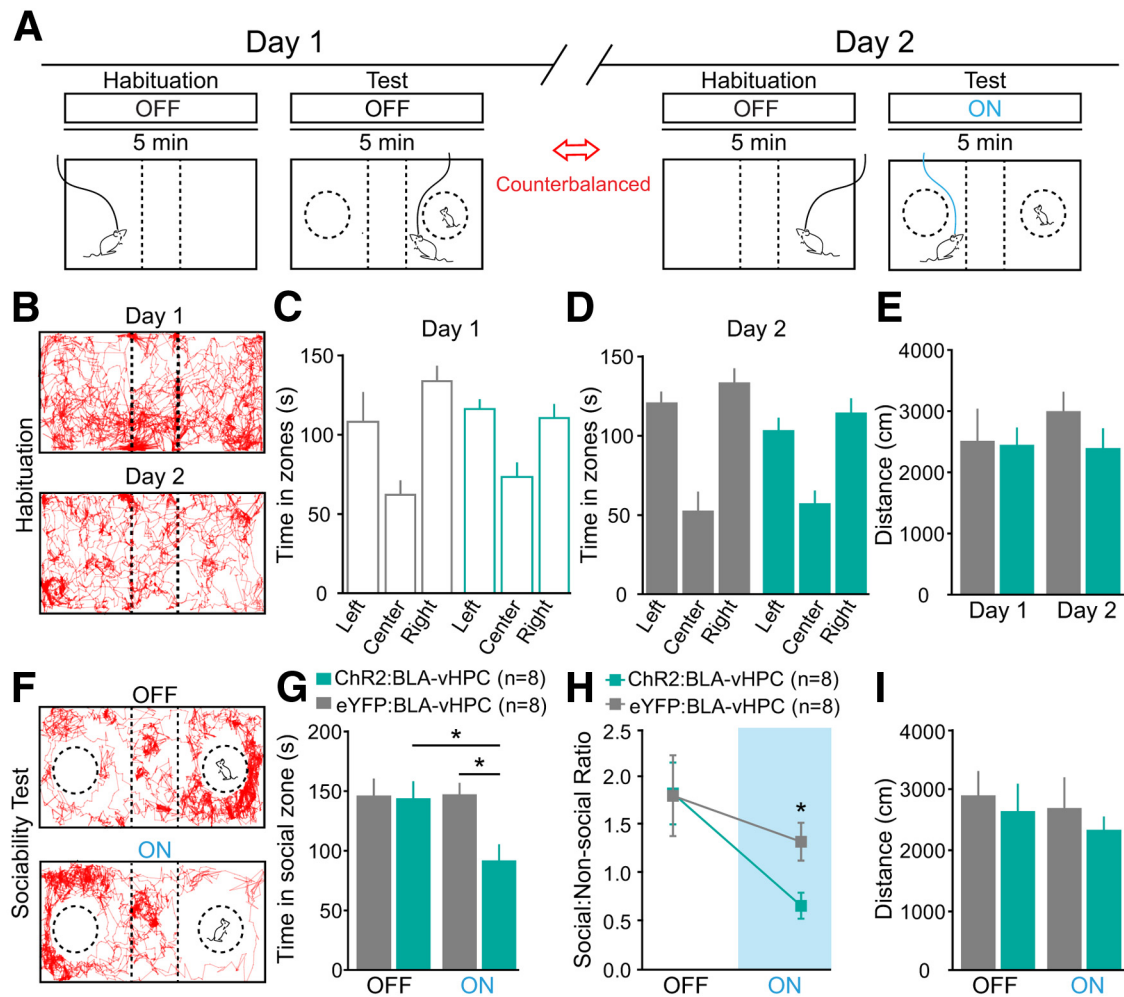 A
Day 1
Day 2
Habituation
Test
Habituation
Test
OFF
OFF
OFF
ON
5 min
5 min
5 min
5 min
Counterbalanced
B
Day 1
Day 2
Habituation
C
Day 1
Time in zones (s)
150
100
50
0
Left
Center
Right
Left
Center
Right
D
Day 2
Time in zones (s)
150
100
50
0
Left
Center
Right
Left
Center
Right
E
Distance (cm)
4000
3000
2000
1000
0
Day 1
Day 2
F
OFF
ON
Sociability Test
G
ChR2:BLA-vHPC (n=8)
eYFP:BLA-vHPC (n=8)
Time in social zone (s)
200
150
100
50
0
*
*
OFF
ON
H
ChR2:BLA-vHPC (n=8)
eYFP:BLA-vHPC (n=8)
Social:Non-social Ratio
2.5
2.0
1.5
1.0
0.5
0.0
*
OFF
ON
I
Distance (cm)
4000
3000
2000
1000
0
OFF
ON